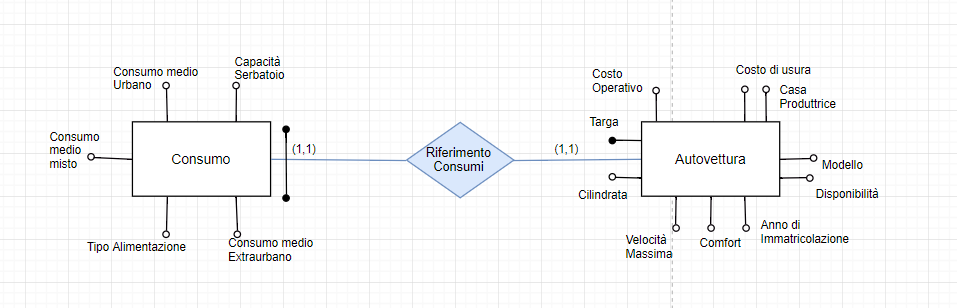 Consumo medio
Urbano
Capacità
Serbatoio
Consumo
medio
misto
Consumo
(1,1)
Tipo Alimentazione
Consumo medio
Extraurbano
Riferimento
Consumi
(1,1)
Costo
Operativo
Costo di usura
Casa
Produttrice
Targa
Autovettura
Modello
Cilindrata
Disponibilità
Velocità
Massima
Comfort
Anno di
Immatricolazione